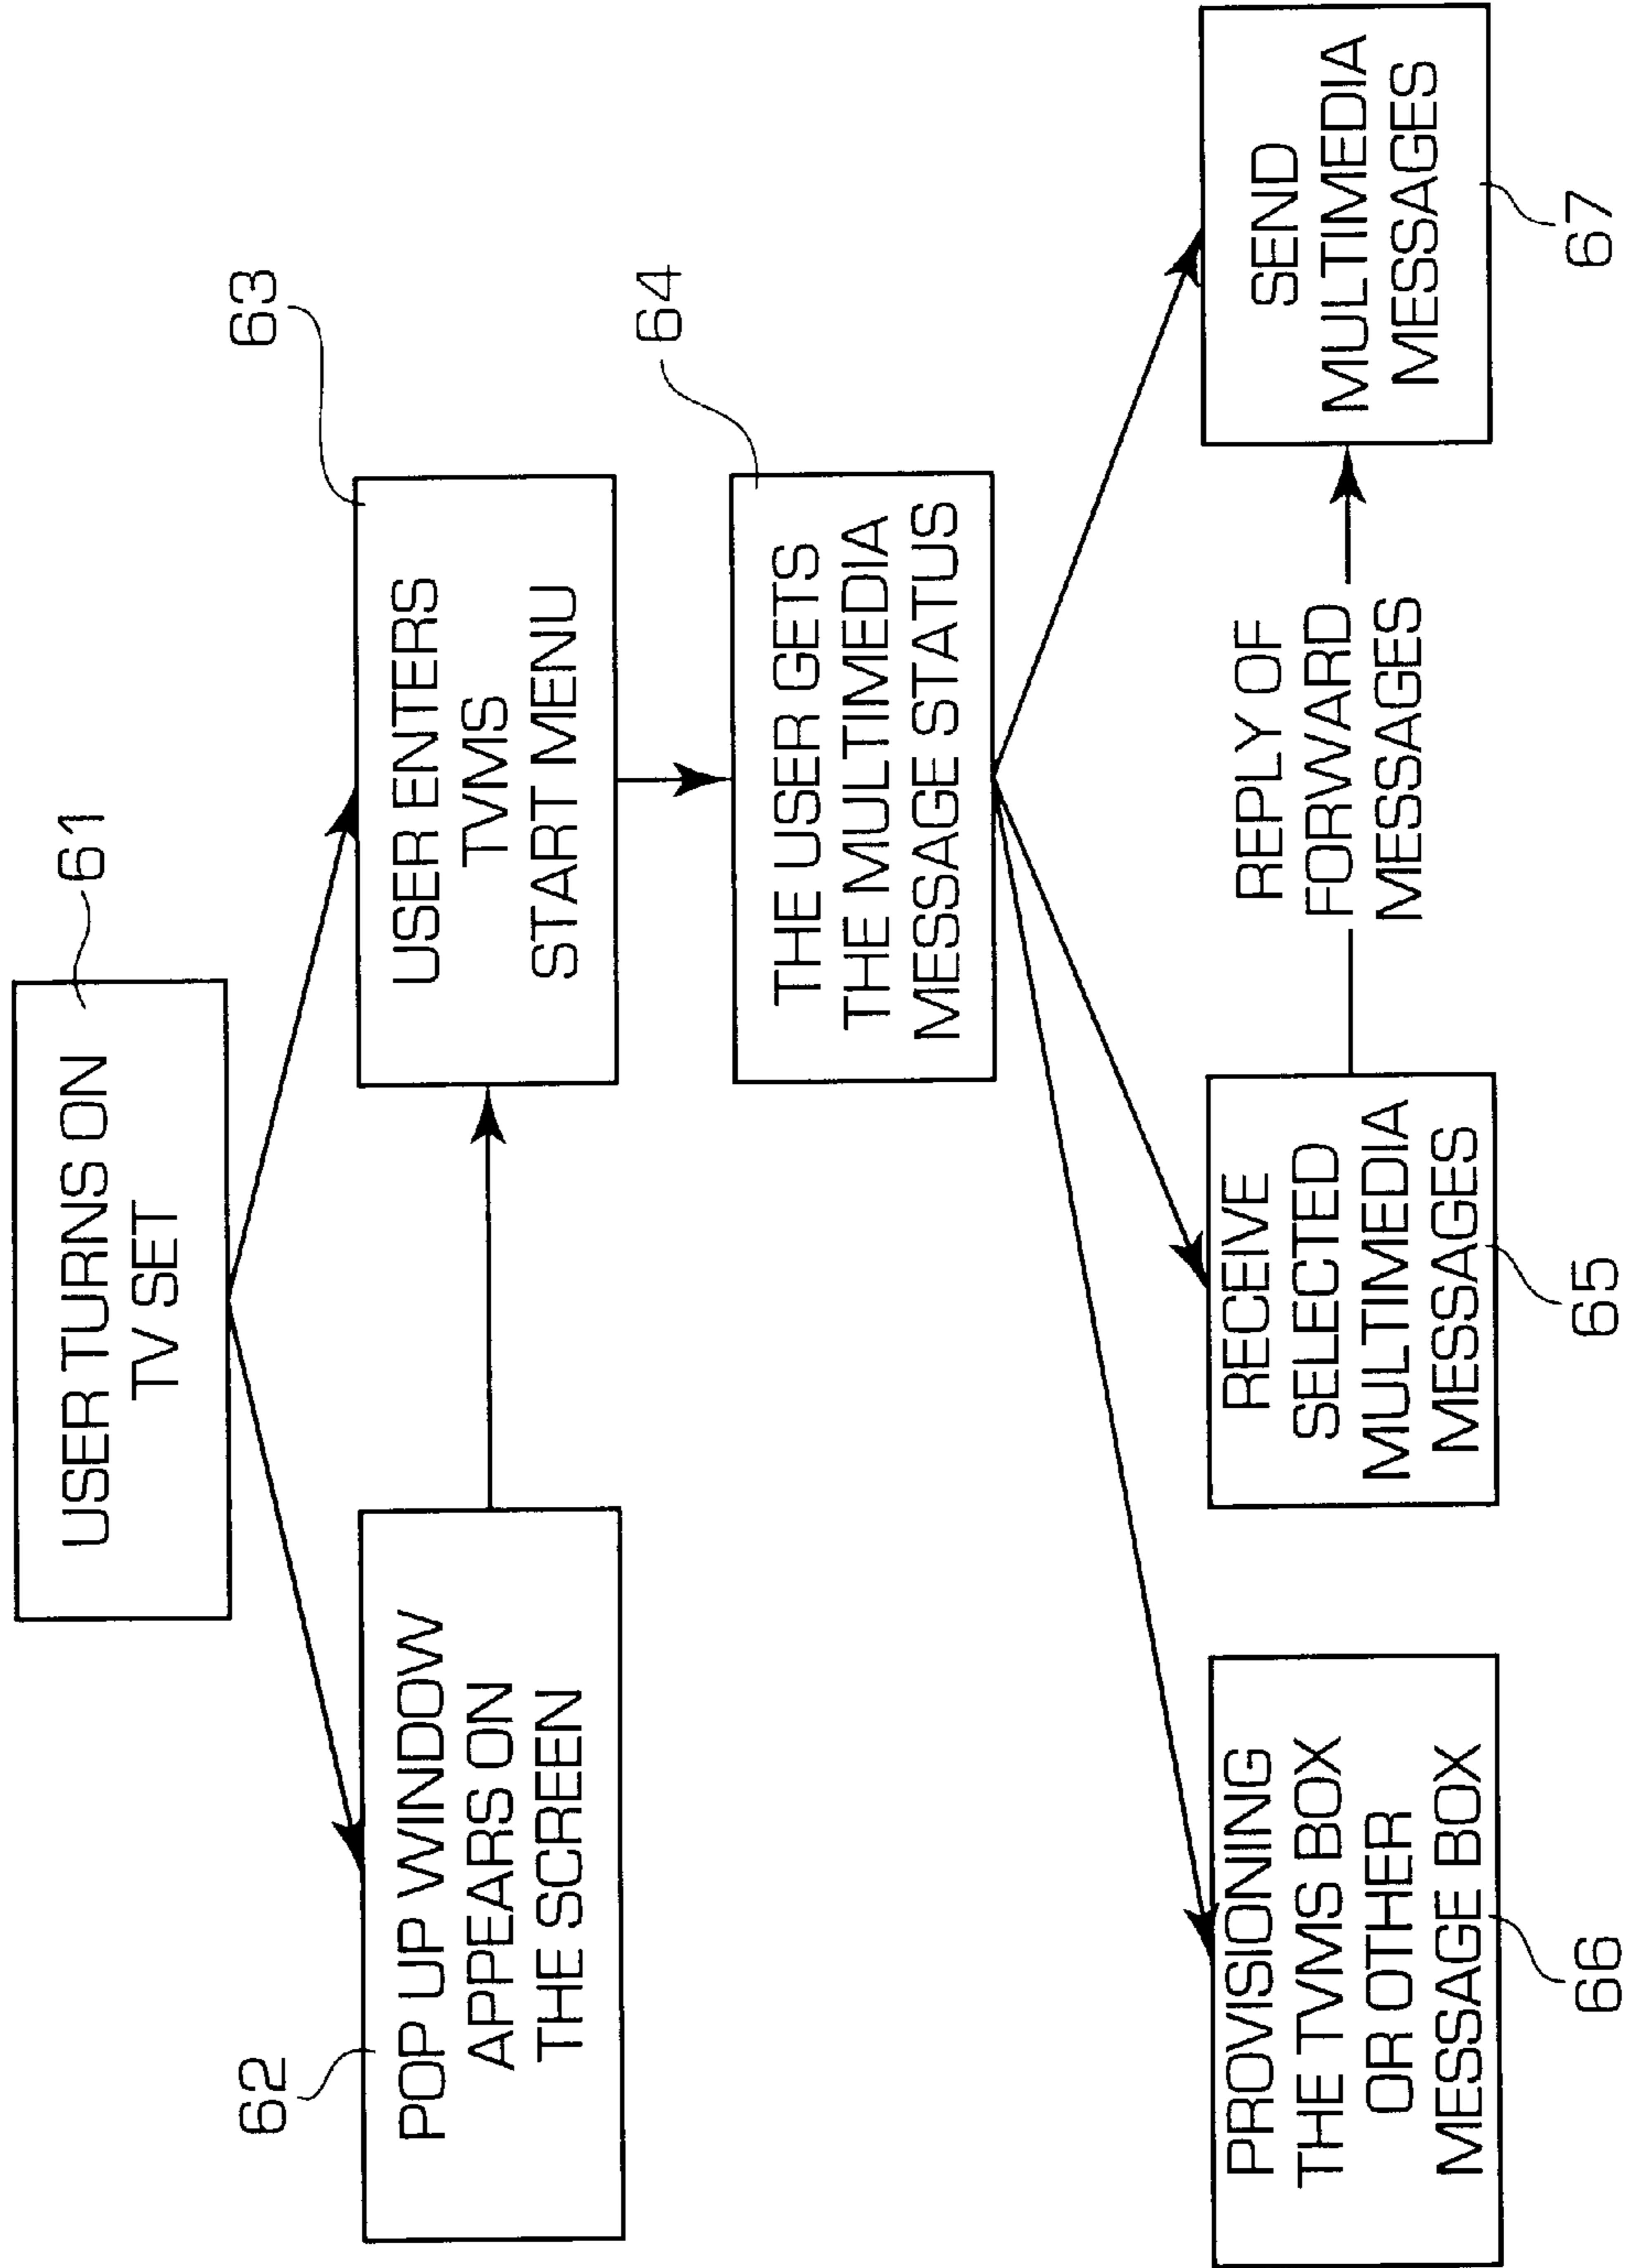 61
USER TURNS ON
TV SET
62
POP UP WINDOW
APPEARS ON
THE SCREEN
63
USER ENTERS
TVMS
START MENU
64
THE USER GETS
THE MULTIMEDIA
MESSAGE STATUS
PROVISIONING
THE TVMS BOX
OR OTHER
MESSAGE BOX
66
RECEIVE
SELECTED
MULTIMEDIA
MESSAGES
65
REPLY OF
FORWARD
MESSAGES
SEND
MULTIMEDIA
MESSAGES
67